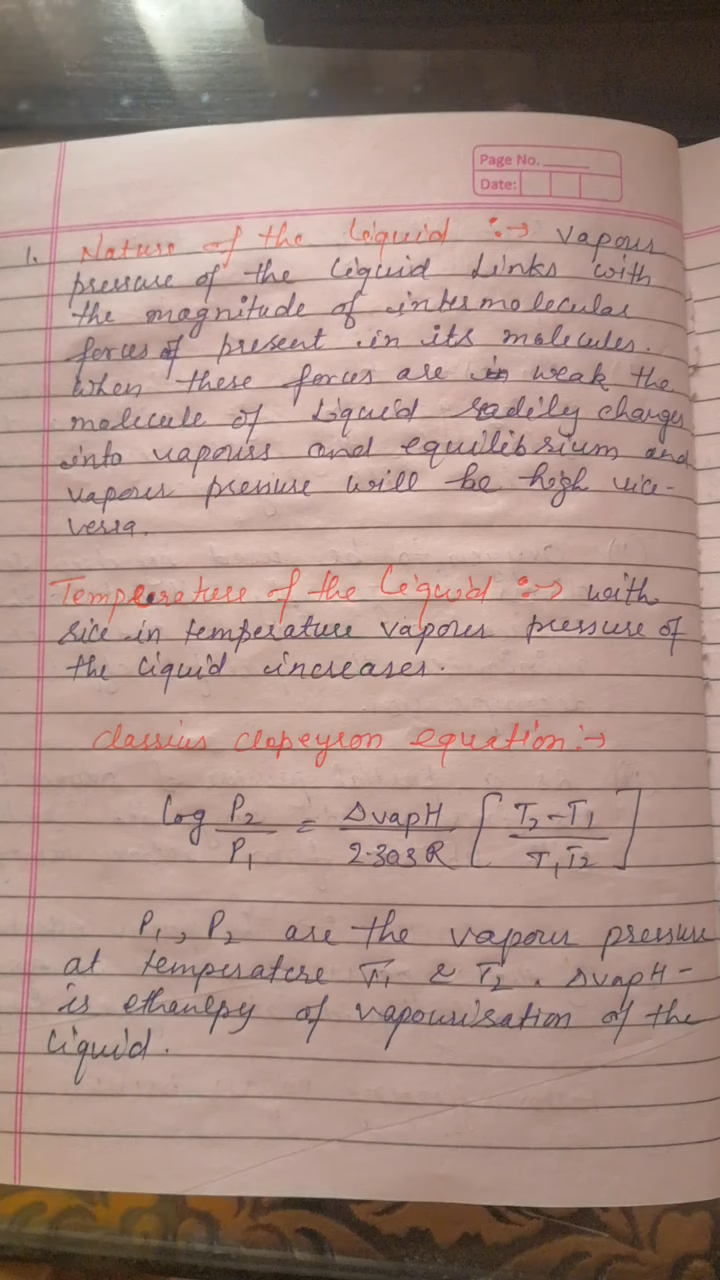 Page No.
Date:
1. Nature of the liquid :→ vapour
pressure of the liquid links with
the magnitude of intermolecular
forces of present in its molecules.
When these forces are in weak the
molecule of liquid readily changes
into vapours and equilibrium and
vapour pressure will be high vice-
versa.
Temperature of the liquid :→ with
rice in temperature vapour pressure of
the liquid increases.
classius clapeyron equation :→
log P2/P1 = ΔvapH/2.303R [T2-T1/T1T2]
P1, P2 are the vapour pressure
at temperature T1 & T2. ΔvapH-
is ethanlpy of vapourisation of the
liquid.